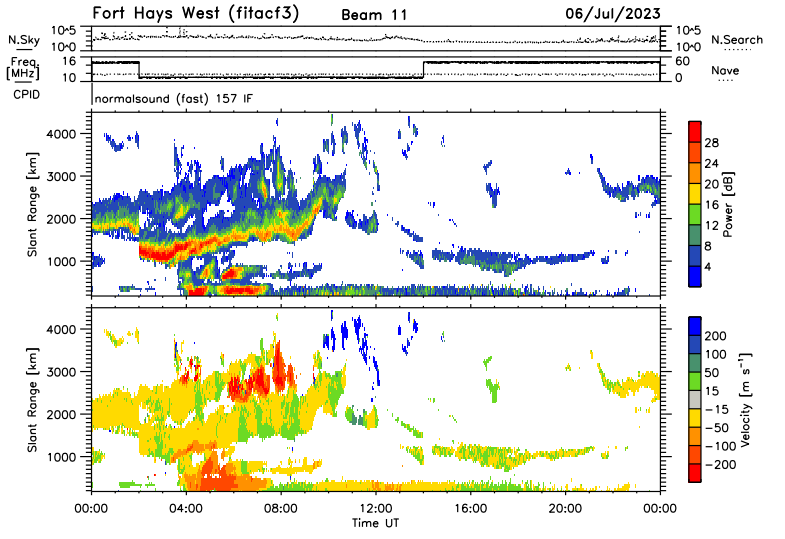 Fort Hays West (fitacf3) Beam 11 06/Jul/2023
N.Sky 10^5 10^0 10^5 10^0 N.Search
Freq. [MHz] 16 10 60 0 Nave
CPID normalsound (fast) 157 IF
Slant Range [km] 4000 3000 2000 1000
28 24 20 16 12 8 4 Power [dB]
Slant Range [km] 4000 3000 2000 1000
200 100 50 15 -15 -50 -100 -200 Velocity [m s⁻¹]
00:00 04:00 08:00 12:00 16:00 20:00 00:00
Time UT